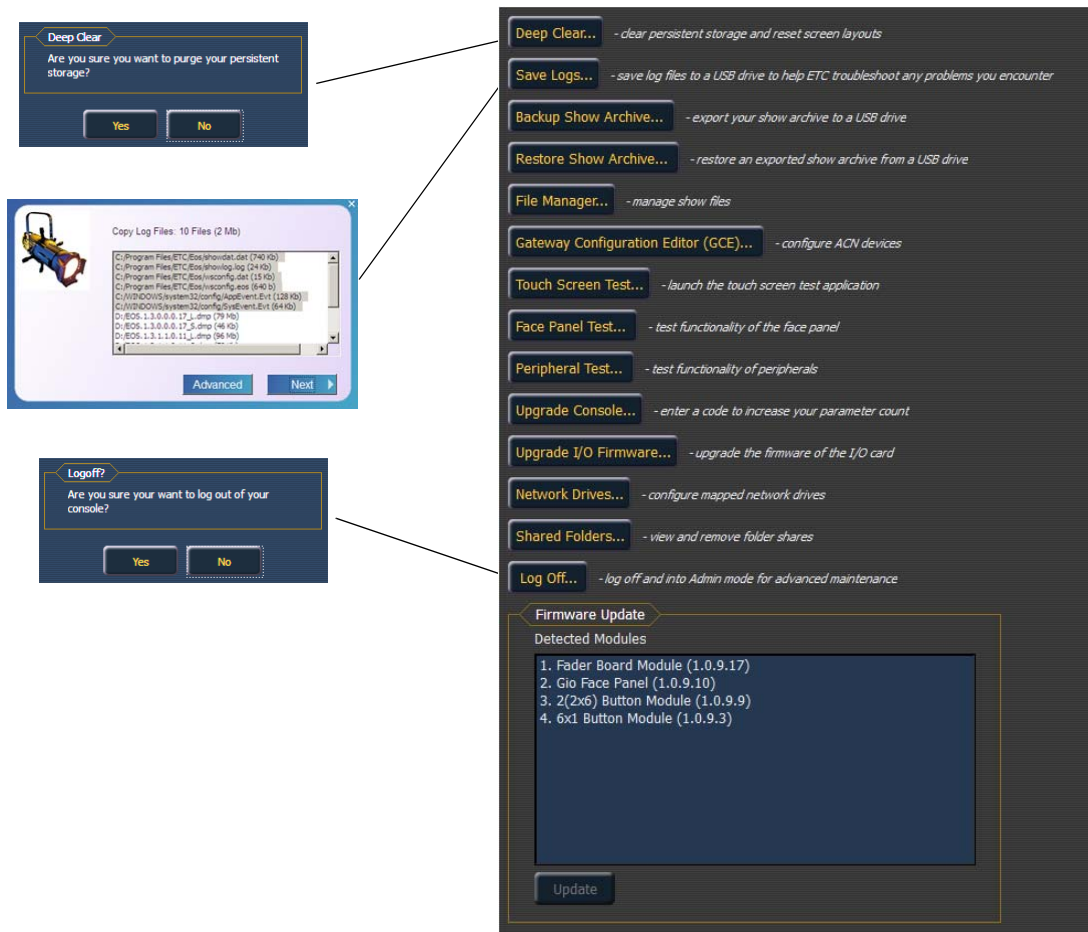 Deep Clear
Are you sure you want to purge your persistent
storage?
Yes No
Copy Log Files: 10 Files (2 Mb)
C:/Program Files/ETC/Eos/showdat.dat (740 Kb)
C:/Program Files/ETC/Eos/showlog.log (24 Kb)
C:/Program Files/ETC/Eos/wsconfig.dat (15 Kb)
C:/Program Files/ETC/Eos/wsconfig.eos (640 b)
C:/WINDOWS/system32/config/AppEvent.Evt (128 Kb)
C:/WINDOWS/system32/config/SysEvent.Evt (64 Kb)
D:/EOS.1.3.0.0.0.17_L.dmp (79 Mb)
D:/EOS.1.3.0.0.0.17_S.dmp (46 Kb)
D:/EOS.1.3.1.1.0.11_L.dmp (96 Mb)
Advanced Next
Logoff?
Are you sure your want to log out of your
console?
Yes No
Deep Clear... - clear persistent storage and reset screen layouts
Save Logs... - save log files to a USB drive to help ETC troubleshoot any problems you encounter
Backup Show Archive... - export your show archive to a USB drive
Restore Show Archive... - restore an exported show archive from a USB drive
File Manager... - manage show files
Gateway Configuration Editor (GCE)... - configure ACN devices
Touch Screen Test... - launch the touch screen test application
Face Panel Test... - test functionality of the face panel
Peripheral Test... - test functionality of peripherals
Upgrade Console... - enter a code to increase your parameter count
Upgrade I/O Firmware... - upgrade the firmware of the I/O card
Network Drives... - configure mapped network drives
Shared Folders... - view and remove folder shares
Log Off... - log off and into Admin mode for advanced maintenance
Firmware Update
Detected Modules
1. Fader Board Module (1.0.9.17)
2. Gio Face Panel (1.0.9.10)
3. 2(2x6) Button Module (1.0.9.9)
4. 6x1 Button Module (1.0.9.3)
Update